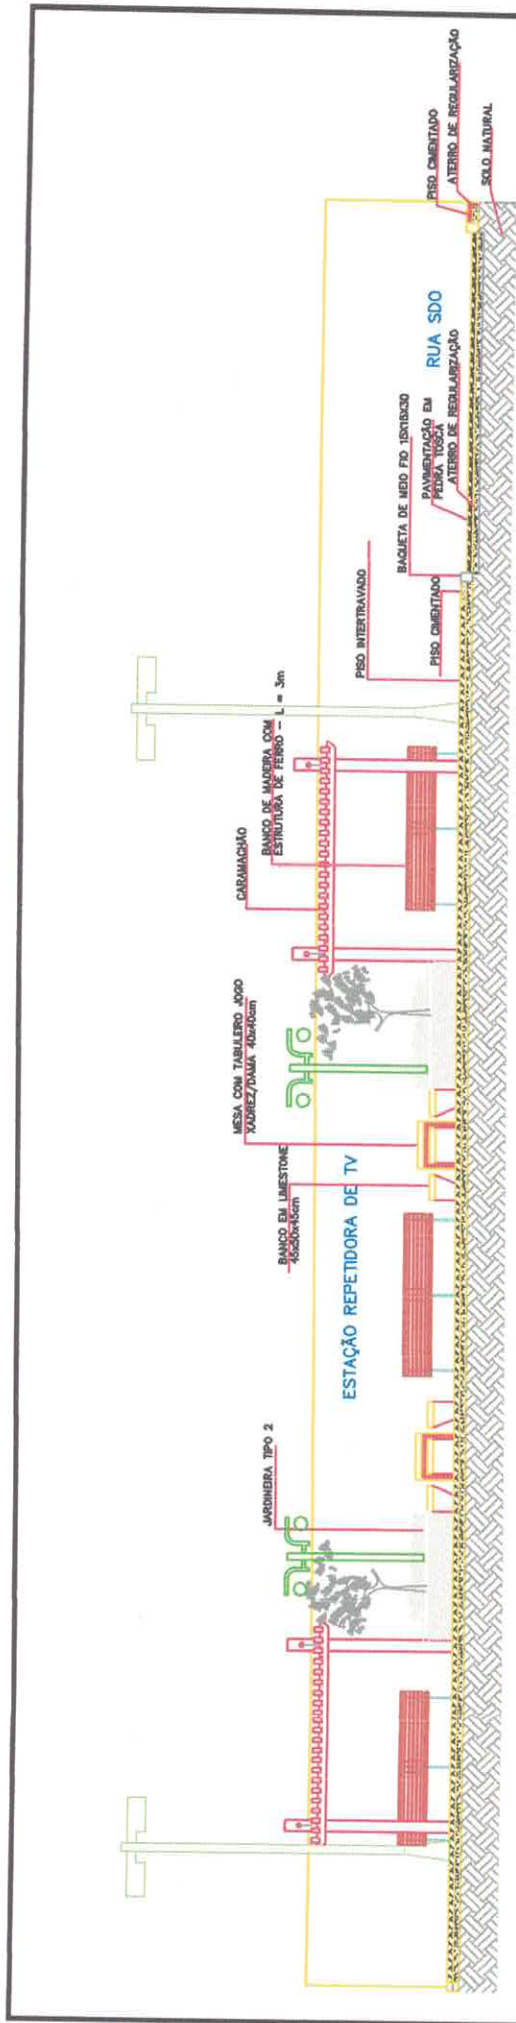 JARDINEIRA TIPO 2
ESTAÇÃO REPETIDORA DE TV
BANCO EM LIMESTONE
45x50x45cm
MESA COM TABULEIRO JOGO
XADREZ/DAMA 40x40cm
CARAMACHÃO
BANCO DE MADEIRA COM
ESTRUTURA DE FERRO - L = 3m
PISO INTERTRAVADO
PISO CIMENTADO
BAQUETA DE MEIO FIO 15X15X30
PAVIMENTAÇÃO EM
PEDRA TOSCA
ATERRO DE REGULARIZAÇÃO
RUA SDO
PISO CIMENTADO
ATERRO DE REGULARIZAÇÃO
SOLO NATURAL